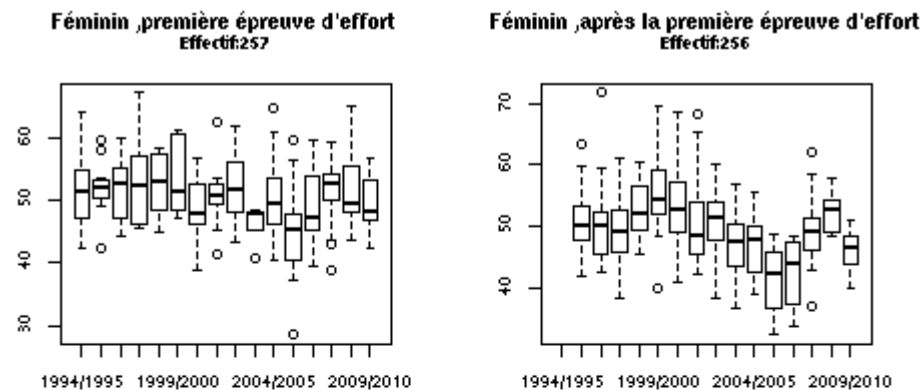 Féminin ,première épreuve d'effort
Effectif:257
60
50
40
30
1994/1995 1999/2000 2004/2005 2009/2010
Féminin ,après la première épreuve d'effort
Effectif:256
70
60
50
40
1994/1995 1999/2000 2004/2005 2009/2010